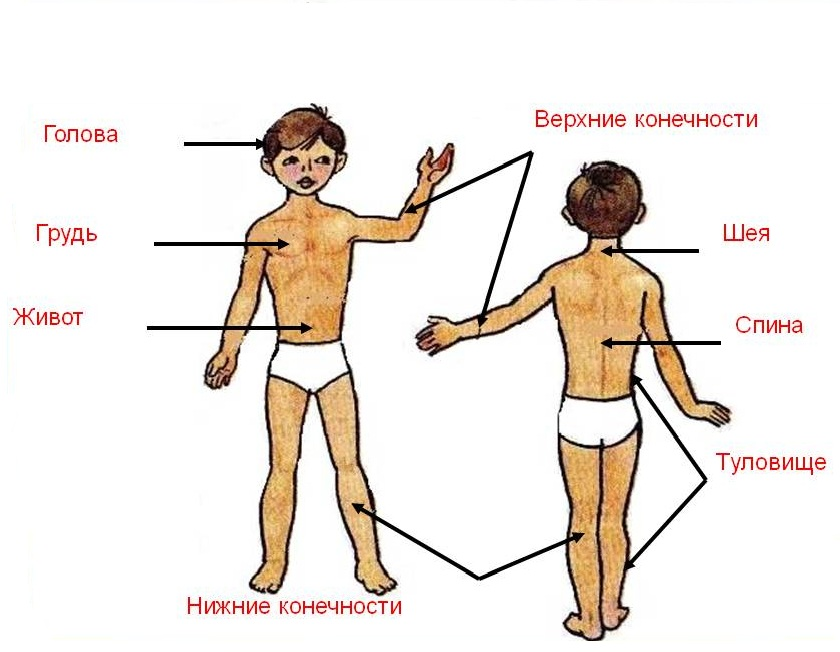 Голова
Верхние конечности
Грудь
Шея
Живот
Спина
Туловище
Нижние конечности